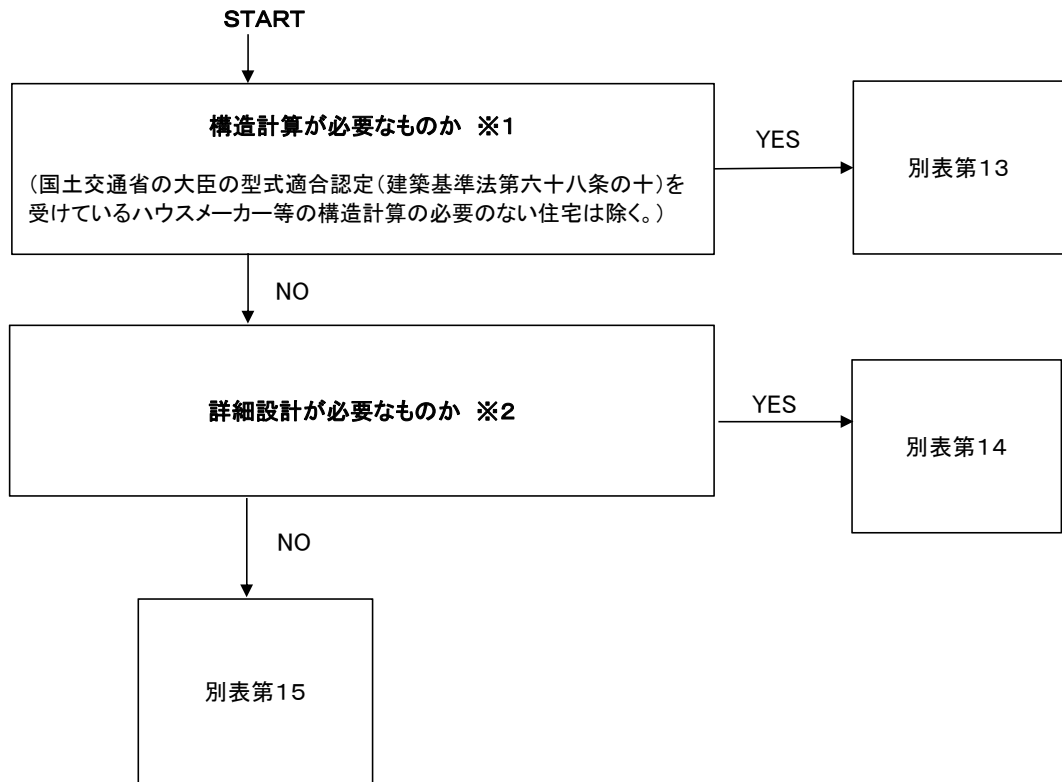 START
構造計算が必要なものか ※1
(国土交通省の大臣の型式適合認定(建築基準法第六十八条の十)を
受けているハウスメーカー等の構造計算の必要のない住宅は除く。)
YES
別表第13
NO
詳細設計が必要なものか ※2
YES
別表第14
NO
別表第15